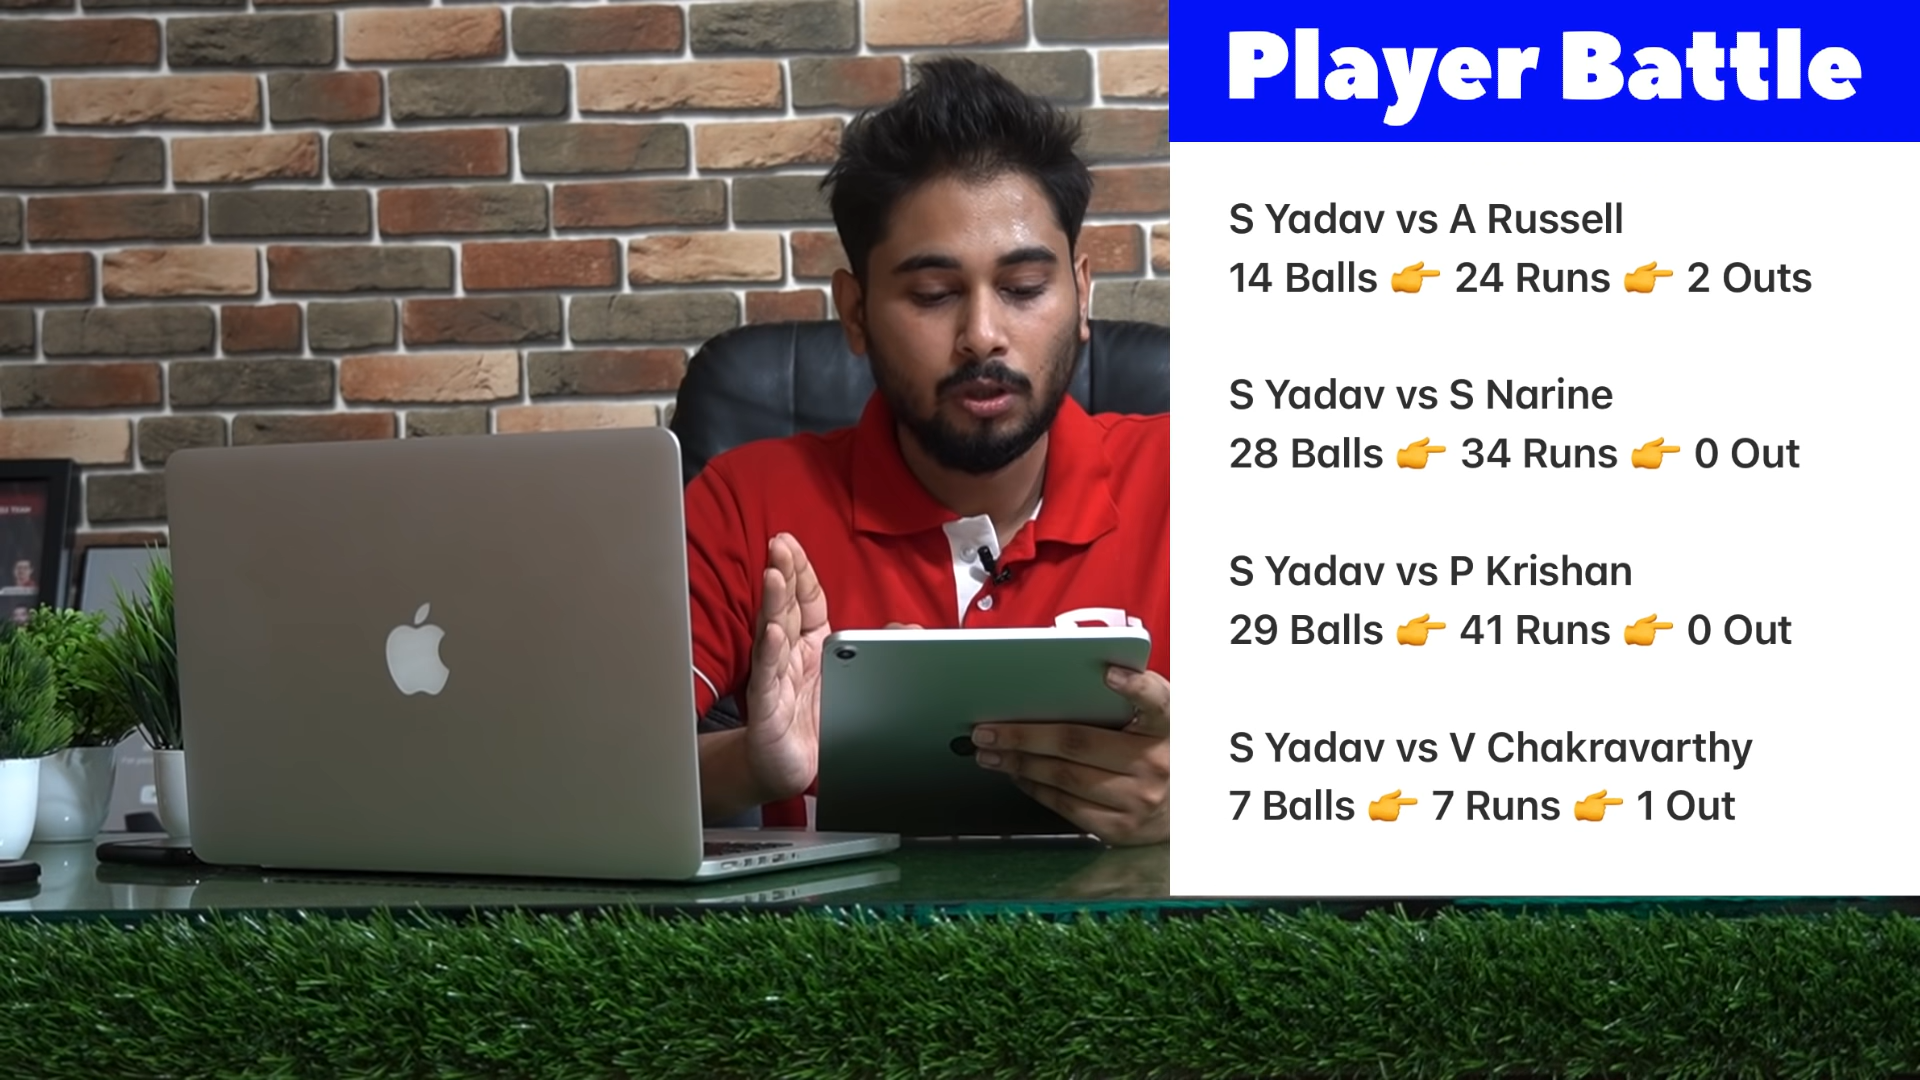 Player Battle
S Yadav vs A Russell
14 Balls 👉 24 Runs 👉 2 Outs
S Yadav vs S Narine
28 Balls 👉 34 Runs 👉 0 Out
S Yadav vs P Krishan
29 Balls 👉 41 Runs 👉 0 Out
S Yadav vs V Chakravarthy
7 Balls 👉 7 Runs 👉 1 Out